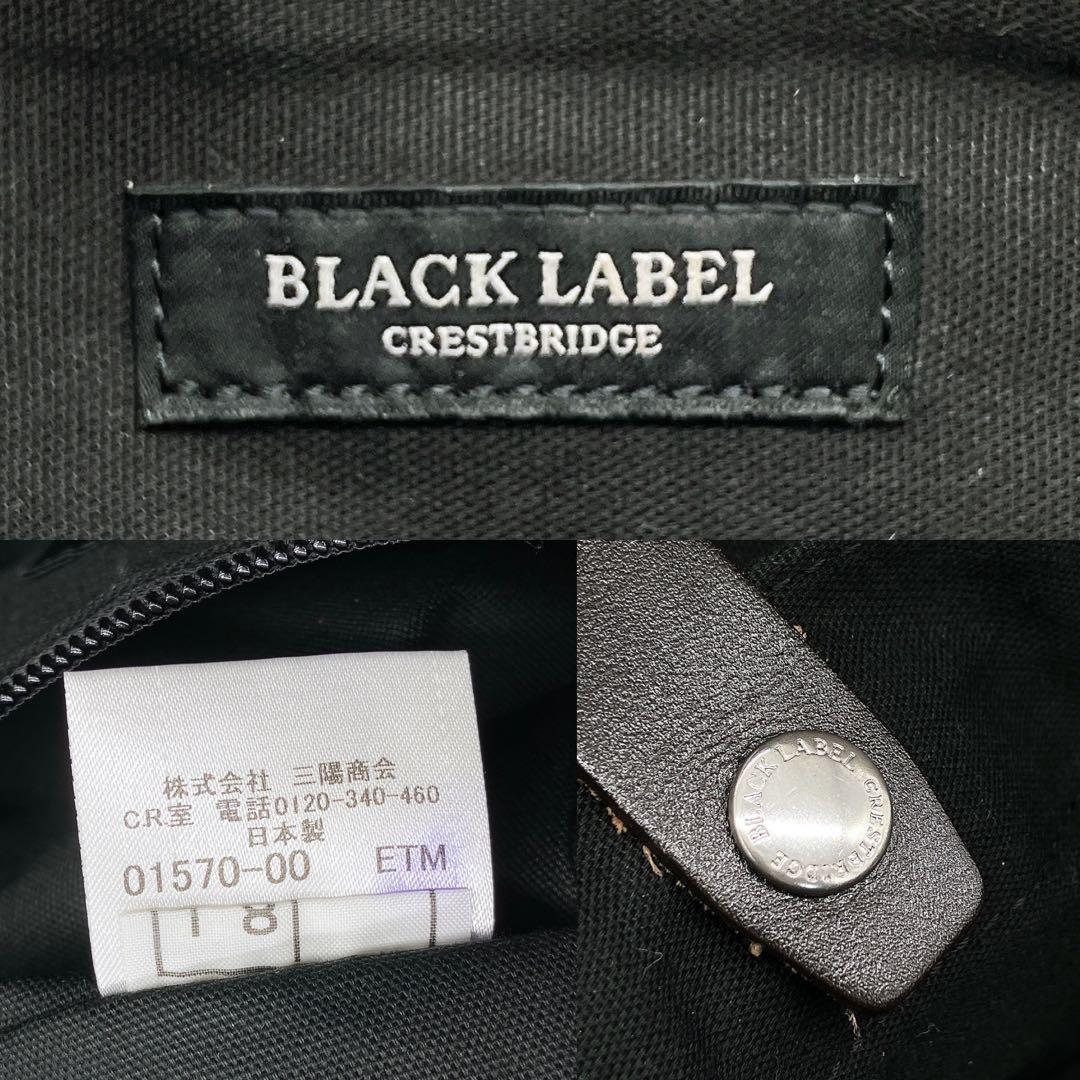 BLACK LABEL
CRESTBRIDGE
株式会社 三陽商会
C.R.室 電話0120-340-460
日本製
01570-00 ETM
18
BLACK LABEL CRESTBRIDGE